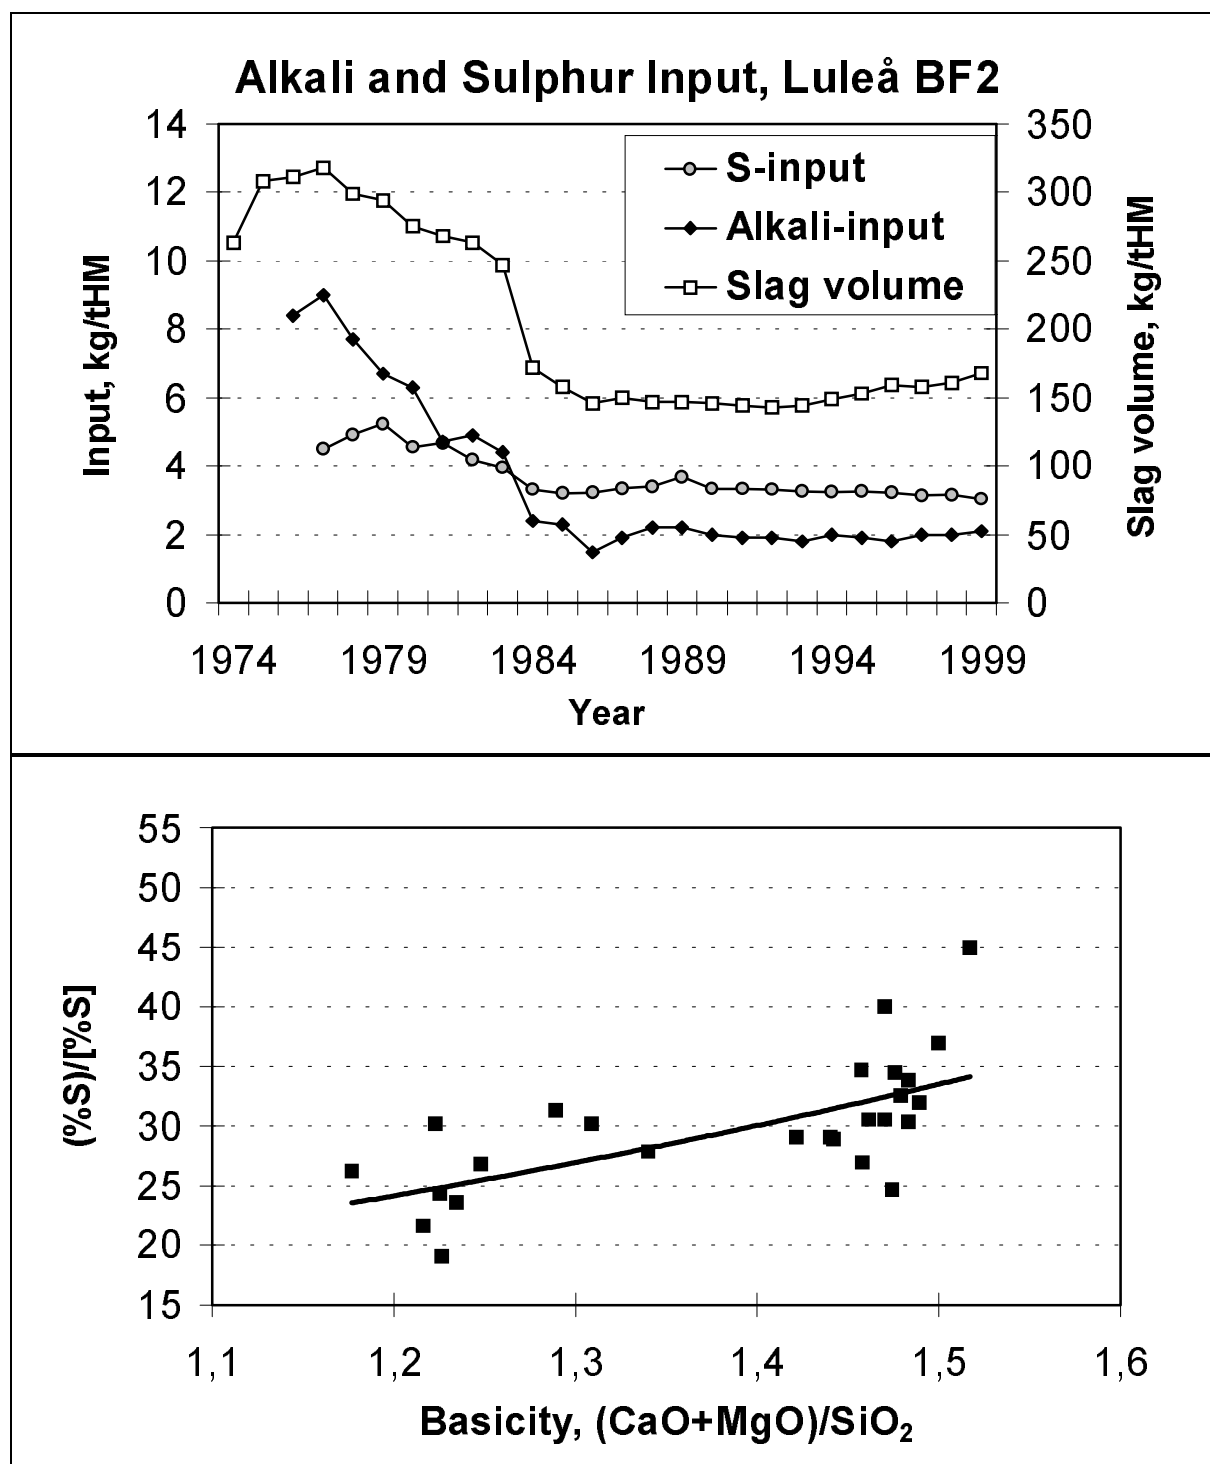 Alkali and Sulphur Input, Luleå BF2
14
12
10
8
6
4
2
0
Input, kg/tHM
S-input
Alkali-input
Slag volume
350
300
250
200
150
100
50
0
Slag volume, kg/tHM
1974 1979 1984 1989 1994 1999
Year
55
50
45
40
35
30
25
20
15
(%S)/[%S]
1,1 1,2 1,3 1,4 1,5 1,6
Basicity, (CaO+MgO)/SiO₂